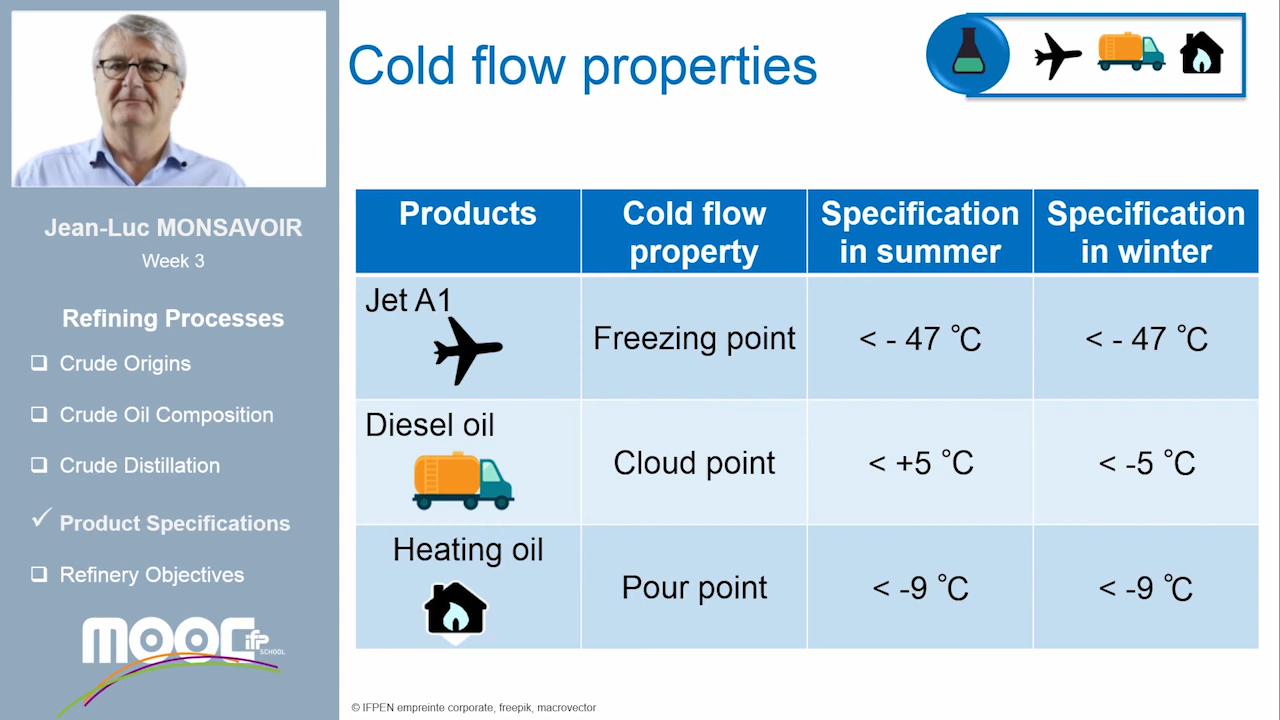 Cold flow properties
Jean-Luc MONSAVOIR
Week 3
Refining Processes
Crude Origins
Crude Oil Composition
Crude Distillation
Product Specifications
Refinery Objectives
MOOC ifp SCHOOL
Products
Cold flow property
Specification in summer
Specification in winter
Jet A1
Freezing point
< - 47 °C
< - 47 °C
Diesel oil
Cloud point
< +5 °C
< -5 °C
Heating oil
Pour point
< -9 °C
< -9 °C
© IFPEN empreinte corporate, freepik, macrovector